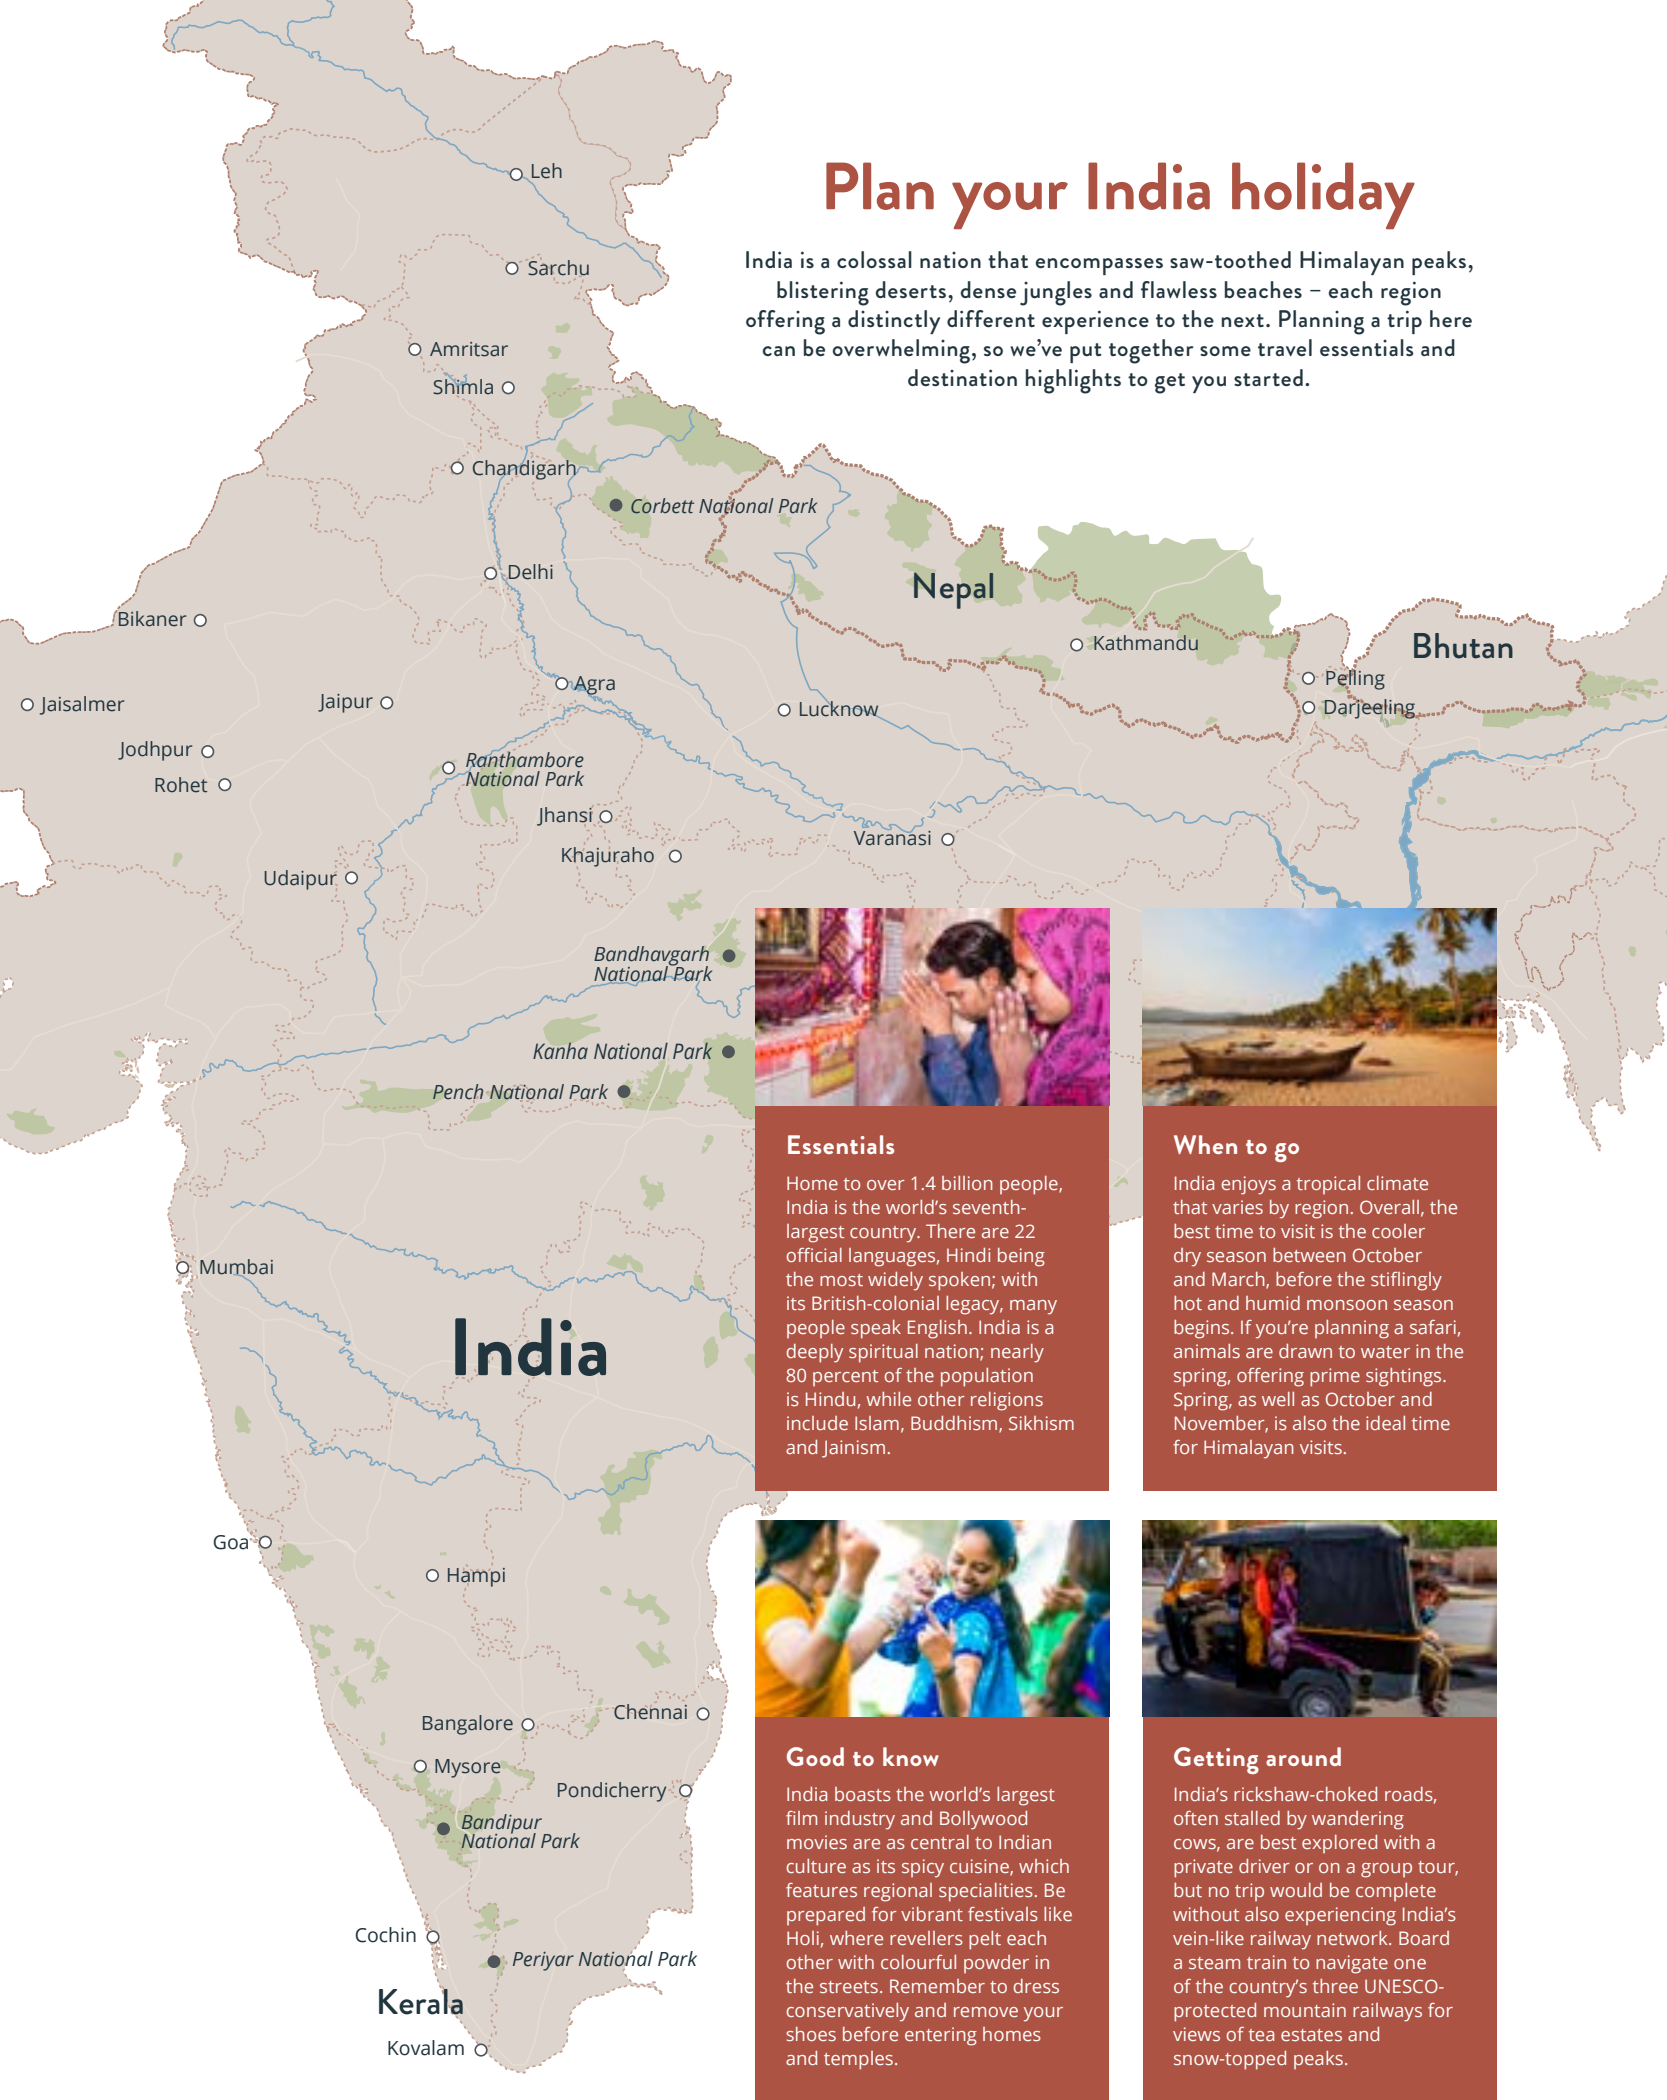 Plan your India holiday
India is a colossal nation that encompasses saw-toothed Himalayan peaks,
blistering deserts, dense jungles and flawless beaches – each region
offering a distinctly different experience to the next. Planning a trip here
can be overwhelming, so we’ve put together some travel essentials and
destination highlights to get you started.
Leh
Sarchu
Amritsar
Shimla
Chandigarh
Corbett National Park
Delhi
Nepal
Bikaner
Kathmandu
Bhutan
Pelling
Jaisalmer
Jaipur
Agra
Lucknow
Darjeeling
Jodhpur
Ranthambore
National Park
Rohet
Jhansi
Varanasi
Khajuraho
Udaipur
Bandhavgarh
National Park
Kanha National Park
Pench National Park
Mumbai
India
Goa
Hampi
Chennai
Bangalore
Mysore
Pondicherry
Bandipur
National Park
Cochin
Periyar National Park
Kerala
Kovalam
Essentials
Home to over 1.4 billion people,
India is the world’s seventh-
largest country. There are 22
official languages, Hindi being
the most widely spoken; with
its British-colonial legacy, many
people speak English. India is a
deeply spiritual nation; nearly
80 percent of the population
is Hindu, while other religions
include Islam, Buddhism, Sikhism
and Jainism.
When to go
India enjoys a tropical climate
that varies by region. Overall, the
best time to visit is the cooler
dry season between October
and March, before the stiflingly
hot and humid monsoon season
begins. If you’re planning a safari,
animals are drawn to water in the
spring, offering prime sightings.
Spring, as well as October and
November, is also the ideal time
for Himalayan visits.
Good to know
India boasts the world’s largest
film industry and Bollywood
movies are as central to Indian
culture as its spicy cuisine, which
features regional specialities. Be
prepared for vibrant festivals like
Holi, where revellers pelt each
other with colourful powder in
the streets. Remember to dress
conservatively and remove your
shoes before entering homes
and temples.
Getting around
India’s rickshaw-choked roads,
often stalled by wandering
cows, are best explored with a
private driver or on a group tour,
but no trip would be complete
without also experiencing India’s
vein-like railway network. Board
a steam train to navigate one
of the country’s three UNESCO-
protected mountain railways for
views of tea estates and
snow-topped peaks.